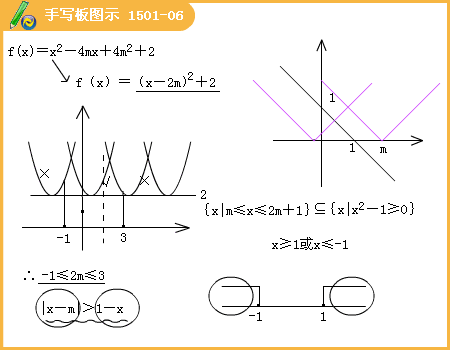 手写板图示 1501-06
f(x)=x²-4mx+4m²+2
f(x)=(x-2m)²+2
1
1
m
× × √
2
-1
3
{x|m≤x≤2m+1}⊆{x|x²-1≥0}
x≥1或x≤-1
∴ -1≤2m≤3
|x-m|>1-x
-1
1